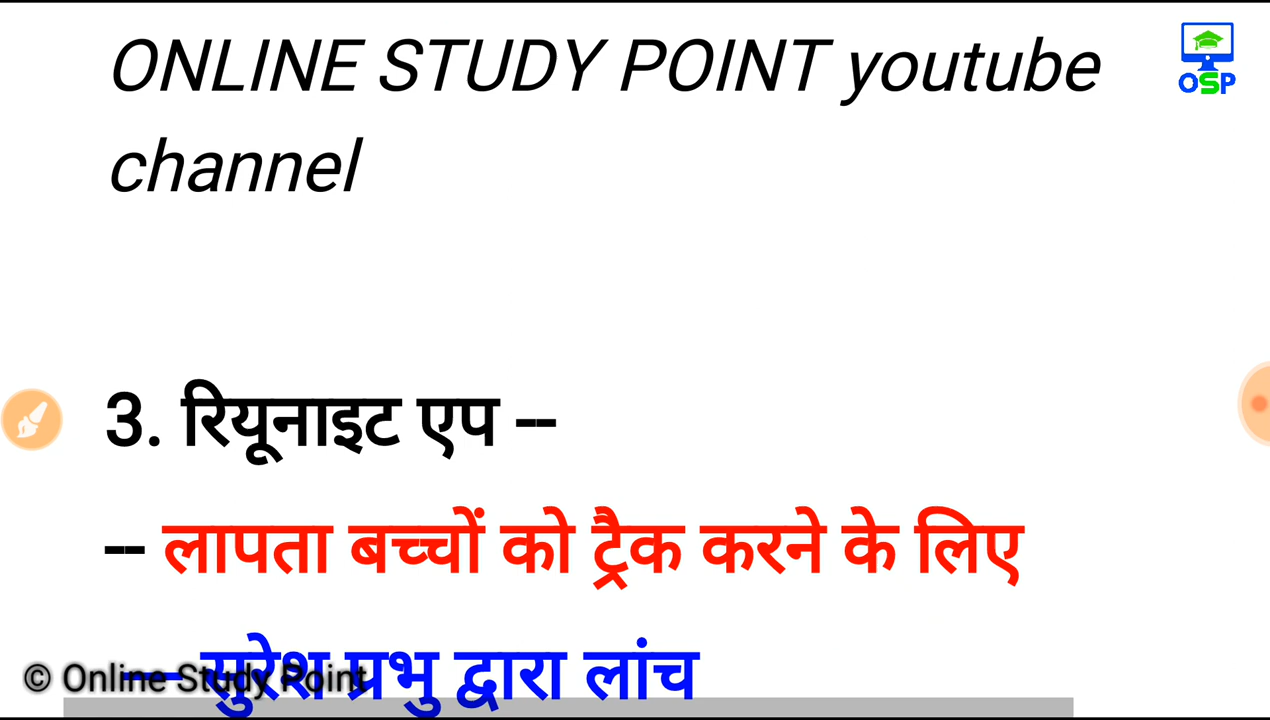 ONLINE STUDY POINT youtube
channel
OSP
3. रियूनाइट एप --
-- लापता बच्चों को ट्रैक करने के लिए
-- सुरेश प्रभु द्वारा लांच
© Online Study Point